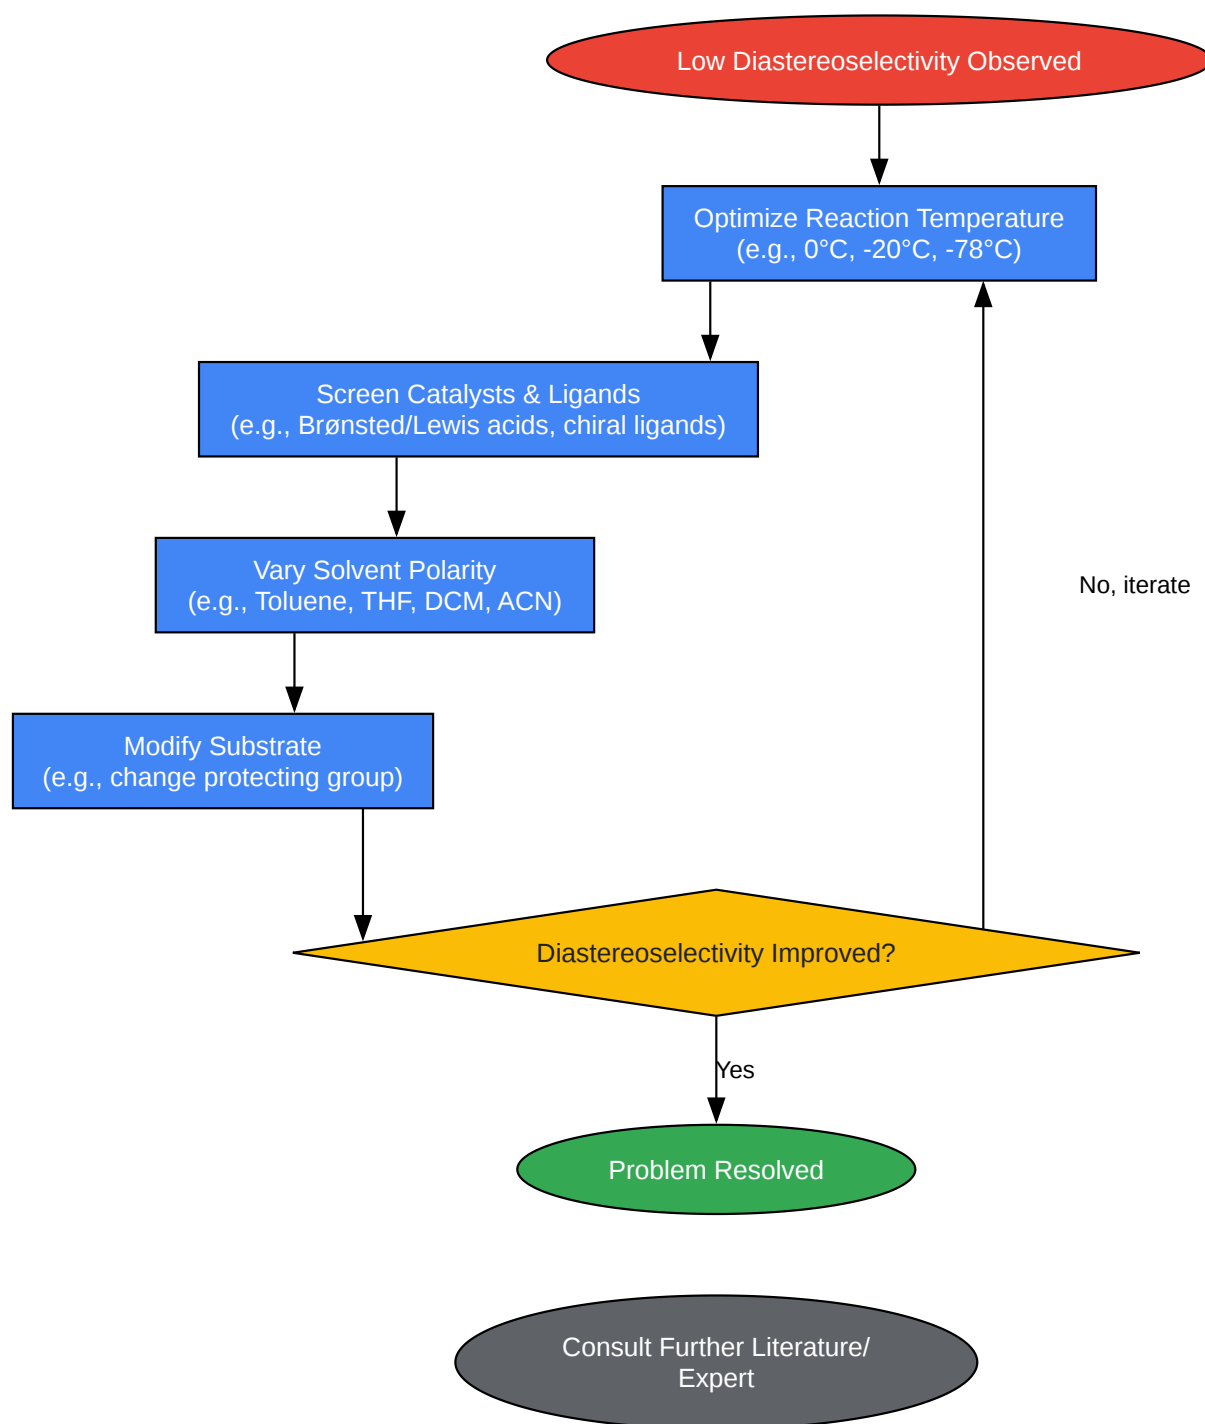 Low Diastereoselectivity Observed
Optimize Reaction Temperature
(e.g., 0°C, -20°C, -78°C)
Screen Catalysts & Ligands
(e.g., Brønsted/Lewis acids, chiral ligands)
Vary Solvent Polarity
(e.g., Toluene, THF, DCM, ACN)
No, iterate
Modify Substrate
(e.g., change protecting group)
Diastereoselectivity Improved?
Yes
Problem Resolved
Consult Further Literature/
Expert